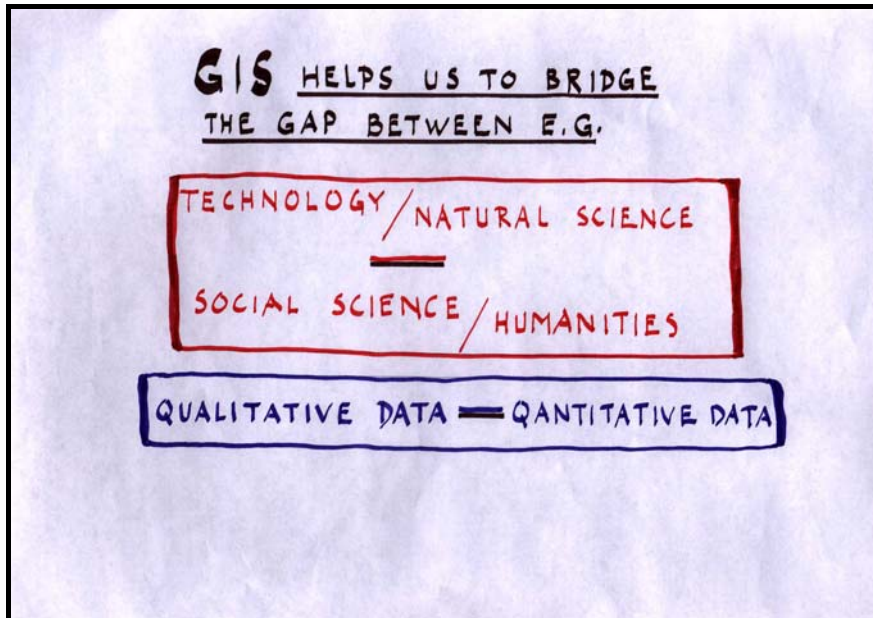 GIS HELPS US TO BRIDGE
THE GAP BETWEEN E.G.
TECHNOLOGY / NATURAL SCIENCE
SOCIAL SCIENCE / HUMANITIES
QUALITATIVE DATA — QANTITATIVE DATA